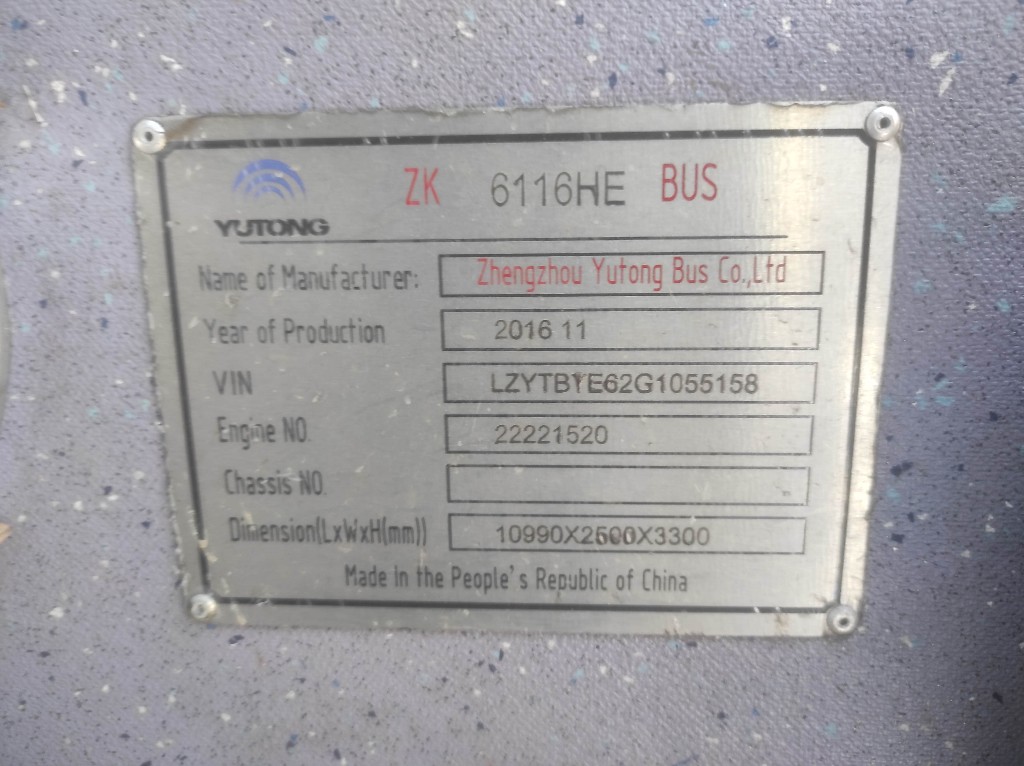 ZK 6116HE BUS
YUTONG
Name of Manufacturer: Zhengzhou Yutong Bus Co.,Ltd
Year of Production 2016 11
VIN LZYTBTE62G1055158
Engine NO. 22221520
Chassis NO.
Dimension(LxWxH(mm)) 10990X2500X3300
Made In the People's Republic of China